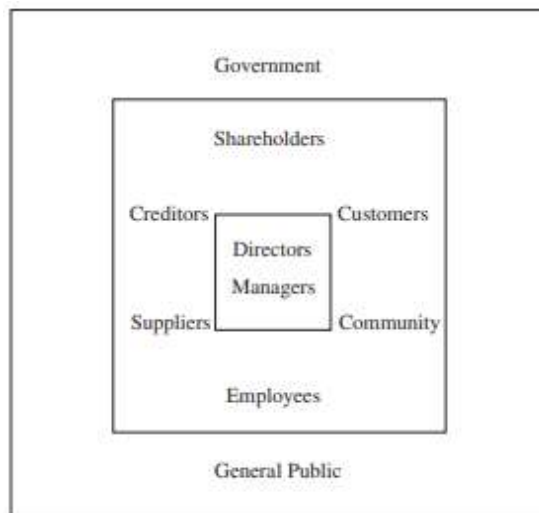 Government
Shareholders
Creditors Customers
Directors
Managers
Suppliers Community
Employees
General Public